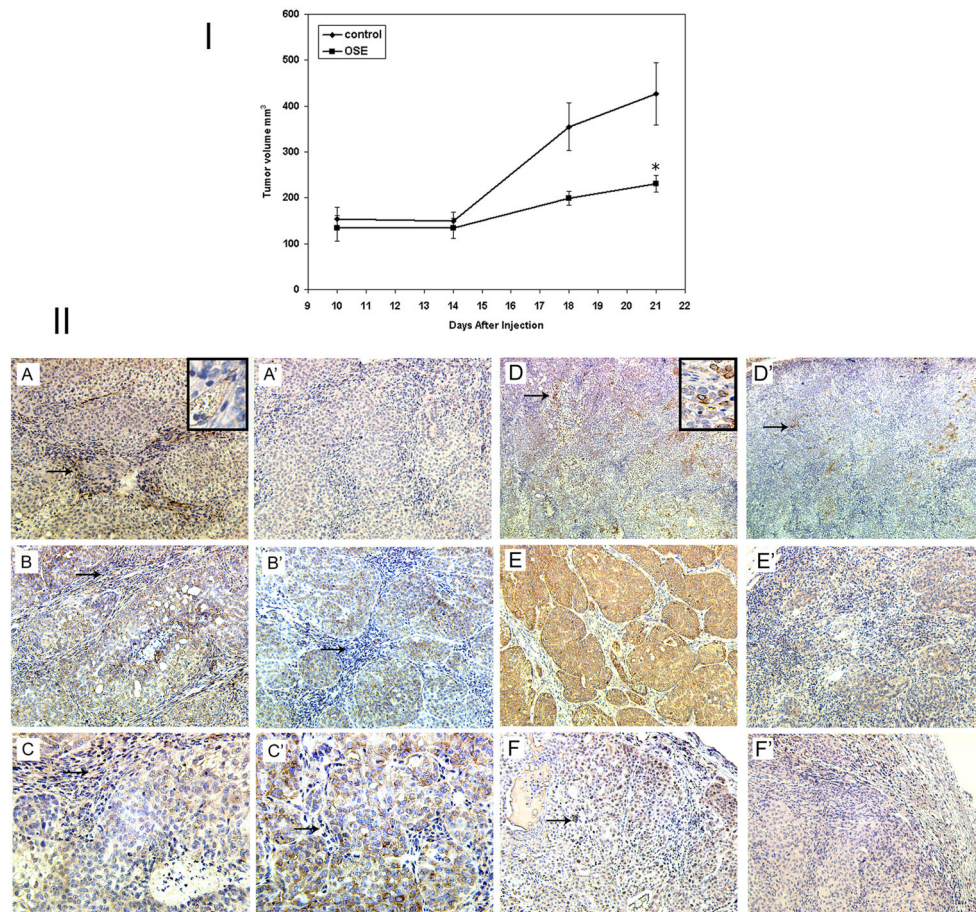 I
600
500
400
300
200
100
0
Tumor volume mm³
control
OSE
*
9 10 11 12 13 14 15 16 17 18 19 20 21 22
Days After Injection
II
A A' D D'
B B' E E'
C C' F F'